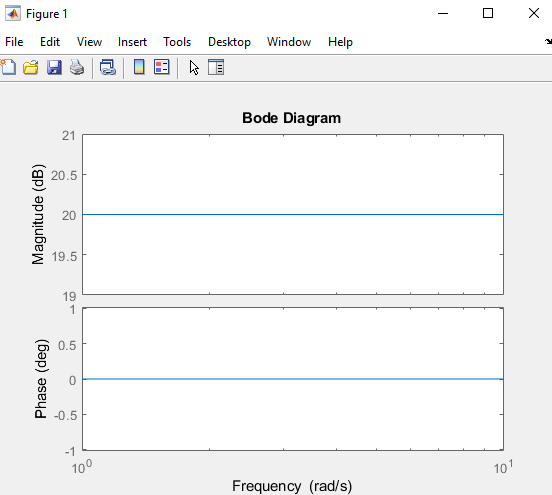 Figure 1
File Edit View Insert Tools Desktop Window Help
Bode Diagram
Magnitude (dB)
21
20.5
20
19.5
19
Phase (deg)
1
0.5
0
-0.5
-1
10^0 10^1
Frequency (rad/s)